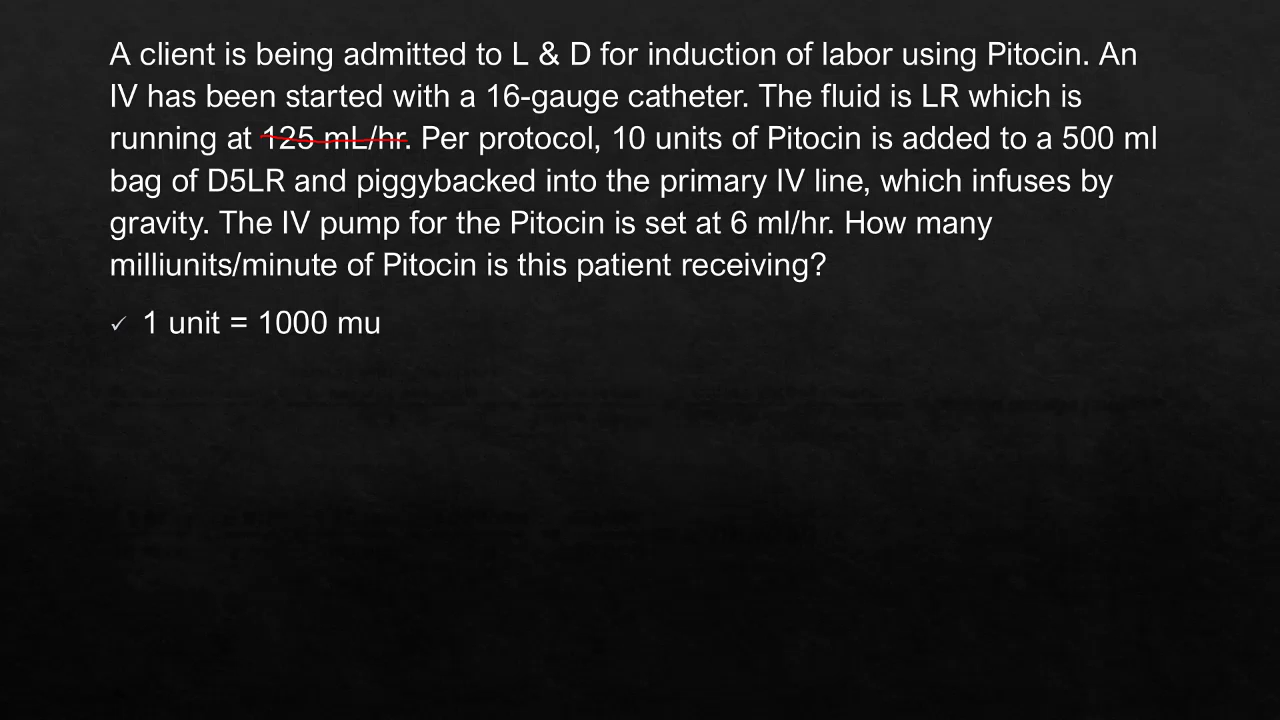 A client is being admitted to L & D for induction of labor using Pitocin. An
IV has been started with a 16-gauge catheter. The fluid is LR which is
running at 125 mL/hr. Per protocol, 10 units of Pitocin is added to a 500 ml
bag of D5LR and piggybacked into the primary IV line, which infuses by
gravity. The IV pump for the Pitocin is set at 6 ml/hr. How many
milliunits/minute of Pitocin is this patient receiving?
✓ 1 unit = 1000 mu